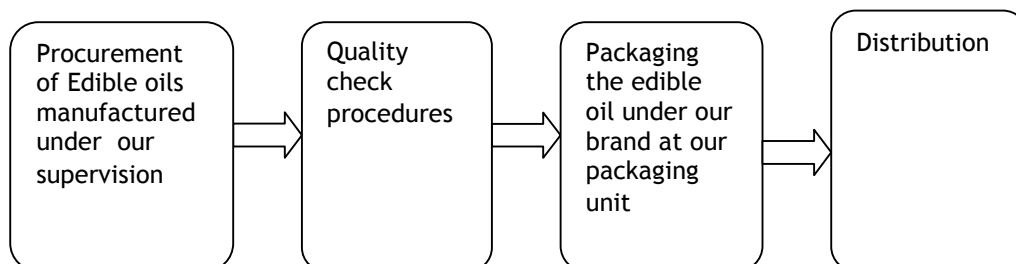 Procurement
of Edible oils
manufactured
under our
supervision
Quality
check
procedures
Packaging
the edible
oil under our
brand at our
packaging
unit
Distribution